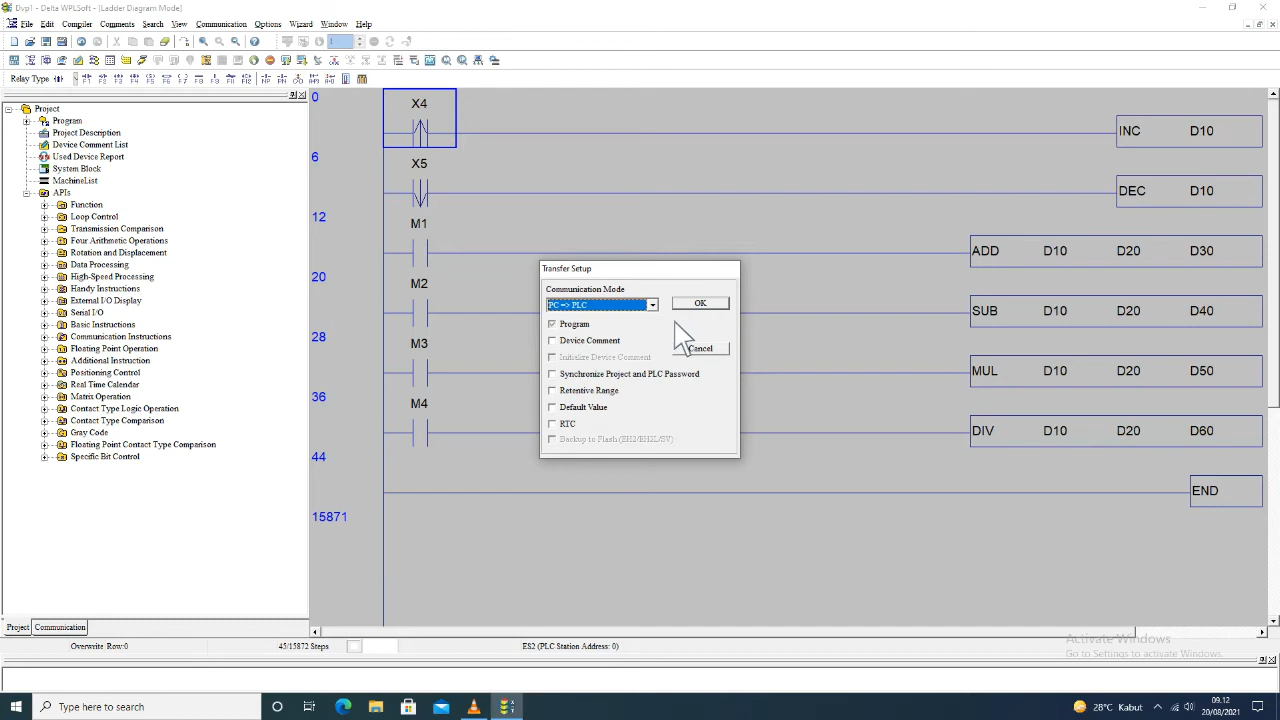 Dvp1 - Delta WPLSoft - [Ladder Diagram Mode]
File Edit Compiler Comments Search View Communication Options Wizard Window Help
1
Relay Type
Project
Program
Project Description
Device Comment List
Used Device Report
System Block
MachineList
APIs
Function
Loop Control
Transmission Comparison
Four Arithmetic Operations
Rotation and Displacement
Data Processing
High-Speed Processing
Handy Instructions
External I/O Display
Serial I/O
Basic Instructions
Communication Instructions
Floating Point Operation
Additional Instruction
Positioning Control
Real Time Calendar
Matrix Operation
Contact Type Logic Operation
Contact Type Comparison
Gray Code
Floating Point Contact Type Comparison
Specific Bit Control
Project Communication
0 X4 INC D10
6 X5 DEC D10
12 M1 ADD D10 D20 D30
20 M2 SUB D10 D20 D40
28 M3 MUL D10 D20 D50
36 M4 DIV D10 D20 D60
44 END
15871
Transfer Setup
Communication Mode
PC => PLC
OK
Cancel
Program
Device Comment
Initialize Device Comment
Synchronize Project and PLC Password
Retentive Range
Default Value
RTC
Backup to Flash (EH2/EH2L/SV)
Activate Windows
Go to Settings to activate Windows.
Overwrite Row:0 45/15872 Steps ES2 (PLC Station Address: 0)
Type here to search
28°C Kabut
09.12
20/08/2021